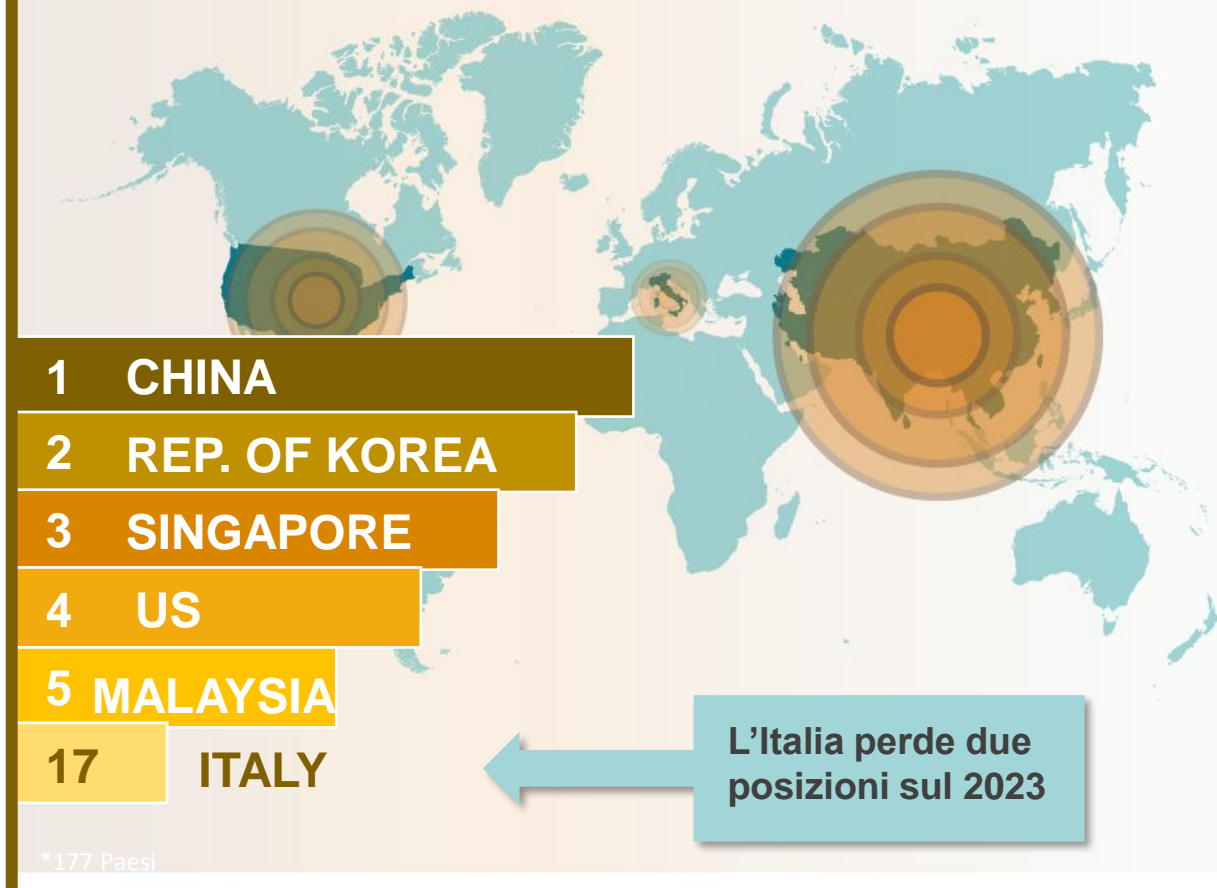 1 CHINA
2 REP. OF KOREA
3 SINGAPORE
4 US
5 MALAYSIA
17 ITALY
L'Italia perde due
posizioni sul 2023
*177 Paesi